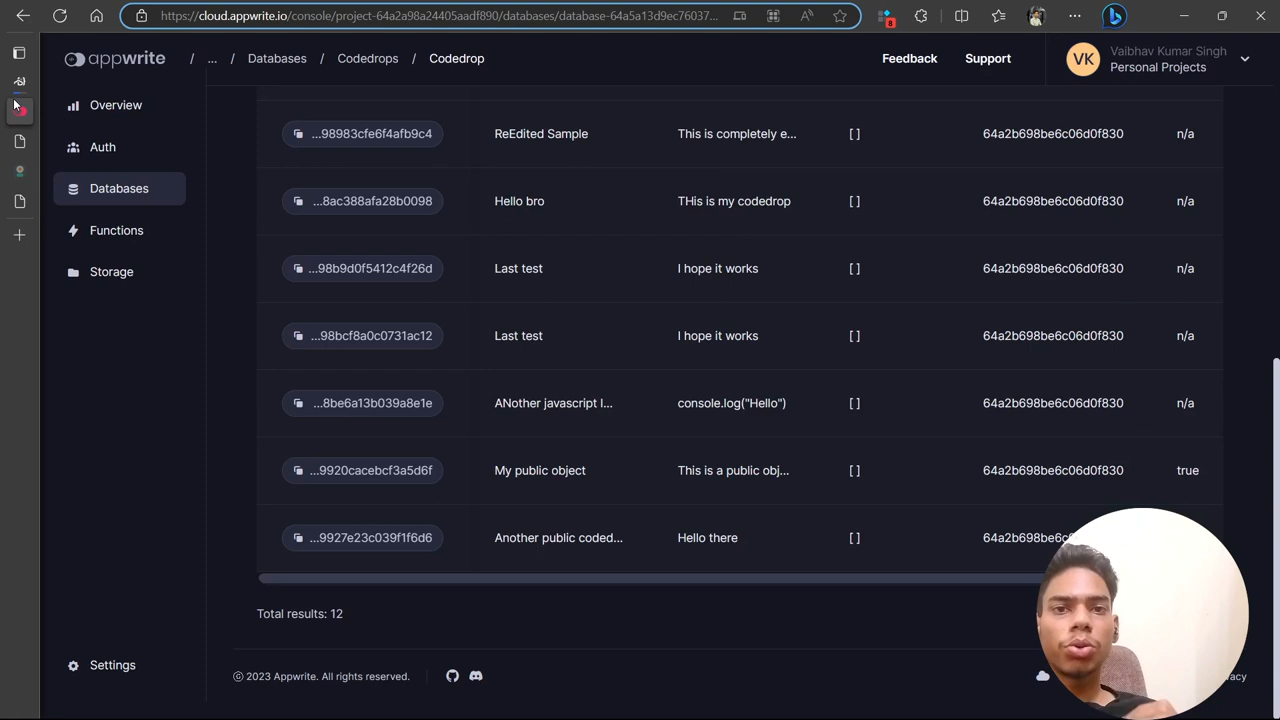 https://cloud.appwrite.io/console/project-64a2a98a24405aadf890/databases/database-64a5a13d9ec76037...
8
appwrite / ... / Databases / Codedrops / Codedrop
Feedback Support
VK Vaibhav Kumar Singh
Personal Projects
Overview
Auth
Databases
Functions
Storage
Settings
...98983cfe6f4afb9c4 ReEdited Sample This is completely e... [ ] 64a2b698be6c06d0f830 n/a
...8ac388afa28b0098 Hello bro THis is my codedrop [ ] 64a2b698be6c06d0f830 n/a
...98b9d0f5412c4f26d Last test I hope it works [ ] 64a2b698be6c06d0f830 n/a
...98bcf8a0c0731ac12 Last test I hope it works [ ] 64a2b698be6c06d0f830 n/a
...8be6a13b039a8e1e ANother javascript l... console.log("Hello") [ ] 64a2b698be6c06d0f830 n/a
...9920cacebcf3a5d6f My public object This is a public obj... [ ] 64a2b698be6c06d0f830 true
...9927e23c039f1f6d6 Another public coded... Hello there [ ]
Total results: 12
© 2023 Appwrite. All rights reserved.